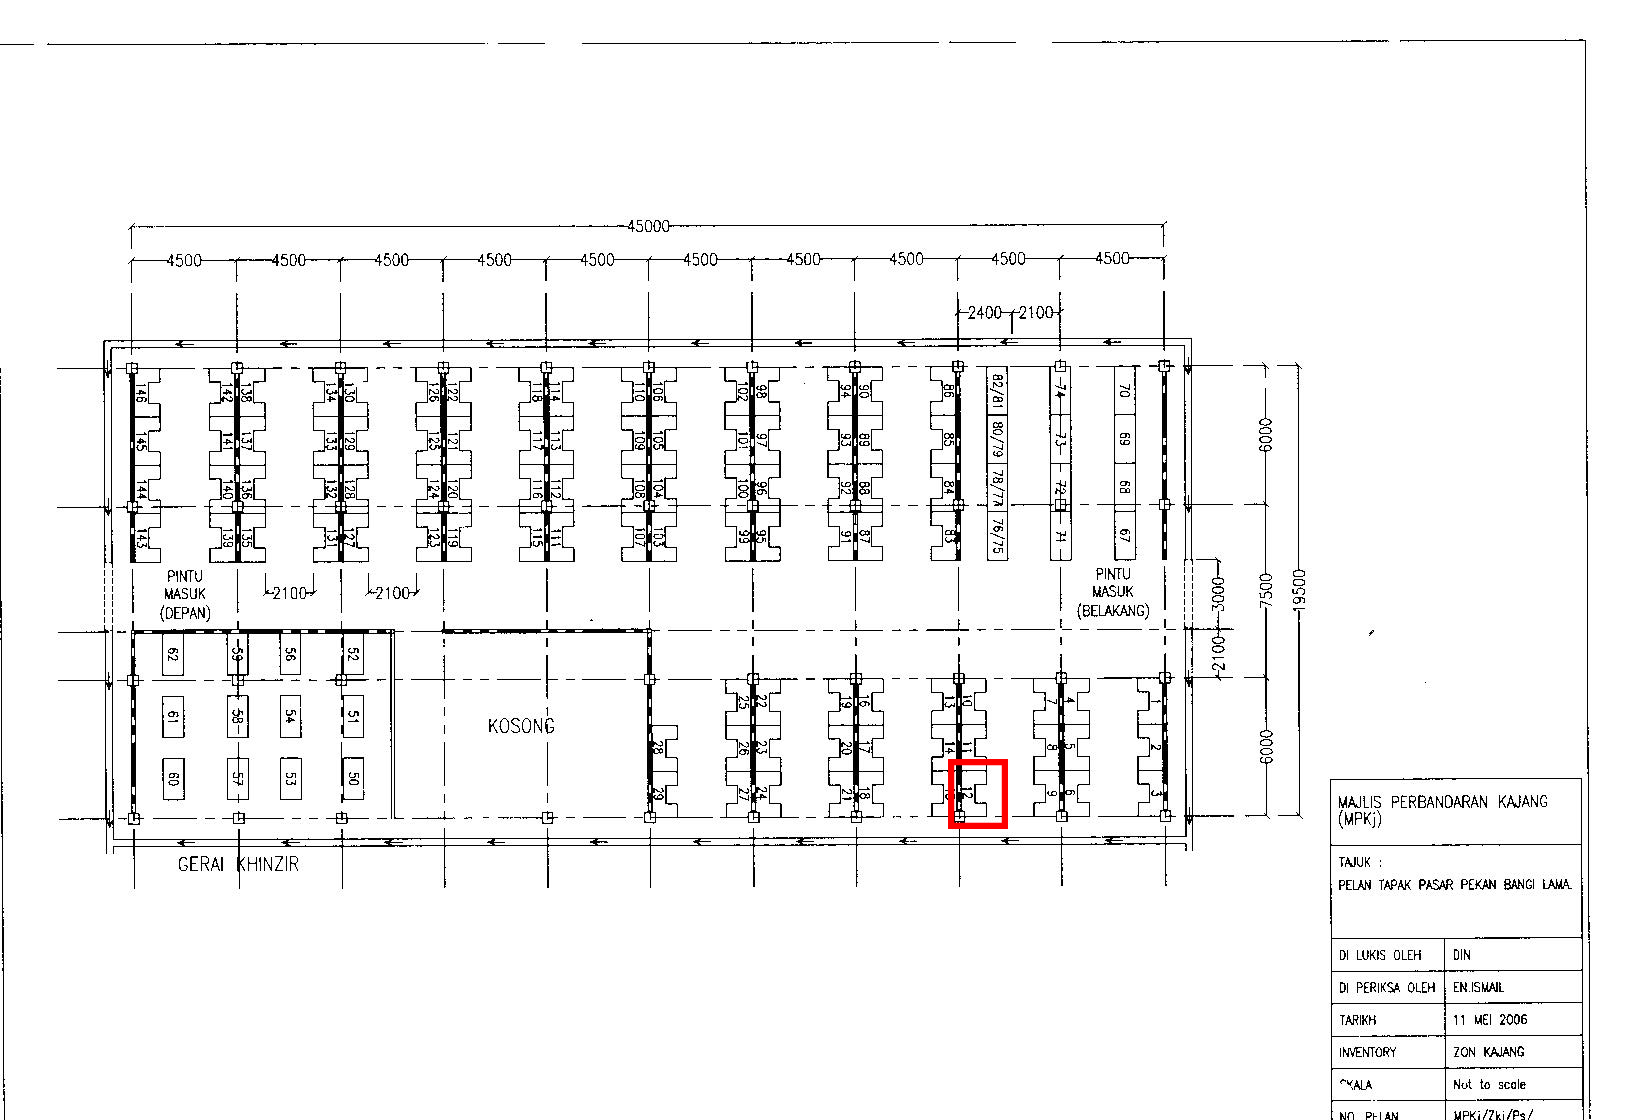 45000
4500 4500 4500 4500 4500 4500 4500 4500 4500 4500
2400 2100
146 142 138 134 130 126 122 118 114 110 106 102 98 94 90 86 82/81 74 70
145 141 137 133 129 125 121 117 113 109 105 101 97 93 89 85 80/79 73 69
144 140 136 132 128 124 120 116 112 108 104 100 96 92 88 84 78/77 72 68
143 139 135 131 127 123 119 115 111 107 103 99 95 91 87 83 76/75 71 67
6000
7500
19500
3000
2100
6000
PINTU
MASUK
(DEPAN)
2100 2100
PINTU
MASUK
(BELAKANG)
62 59 56 52
61 58 54 51
60 57 53 50
KOSONG
25 22 19 16 13 10 7 4 1
28 26 23 20 17 14 11 8 5 2
29 27 24 21 18 12 9 6 3
GERAI KHINZIR
MAJLIS PERBANDARAN KAJANG
(MPKj)
TAJUK :
PELAN TAPAK PASAR PEKAN BANGI LAMA.
DI LUKIS OLEH DIN
DI PERIKSA OLEH EN.ISMAIL
TARIKH 11 MEI 2006
INVENTORY ZON KAJANG
SKALA Not to scale
NO. PELAN MPKj/Zkj/Ps/